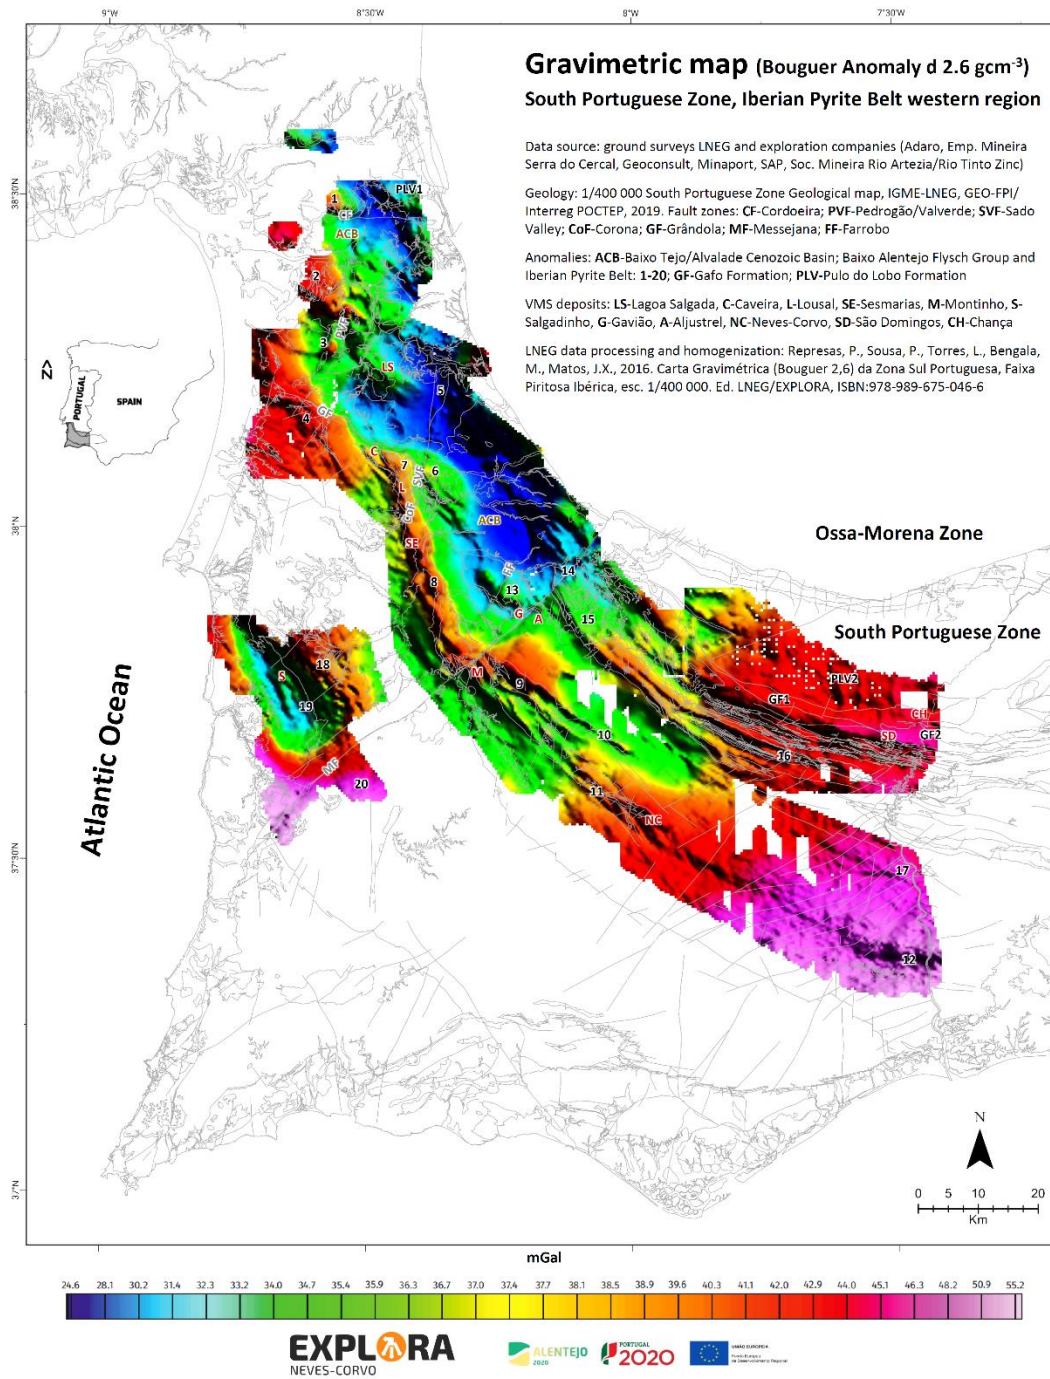 9°W
8°30'W
8°W
7°30'W
Gravimetric map (Bouguer Anomaly d 2.6 gcm⁻³)
South Portuguese Zone, Iberian Pyrite Belt western region
Data source: ground surveys LNEG and exploration companies (Adaro, Emp. Mineira
Serra do Cercal, Geoconsult, Minaport, SAP, Soc. Mineira Rio Artezia/Rio Tinto Zinc)
Geology: 1/400 000 South Portuguese Zone Geological map, IGME-LNEG, GEO-FPI/
Interreg POCTEP, 2019. Fault zones: CF-Cordoeira; PVF-Pedrogão/Valverde; SVF-Sado
Valley; CoF-Corona; GF-Grândola; MF-Messejana; FF-Farrobo
Anomalies: ACB-Baixo Tejo/Alvalade Cenozoic Basin; Baixo Alentejo Flysch Group and
Iberian Pyrite Belt: 1-20; GF-Gafo Formation; PLV-Pulo do Lobo Formation
VMS deposits: LS-Lagoa Salgada, C-Caveira, L-Lousal, SE-Sesmarias, M-Montinho, S-
Salgadinho, G-Gavião, A-Aljustrel, NC-Neves-Corvo, SD-São Domingos, CH-Chança
LNEG data processing and homogenization: Represas, P., Sousa, P., Torres, L., Bengala,
M., Matos, J.X., 2016. Carta Gravimétrica (Bouguer 2,6) da Zona Sul Portuguesa, Faixa
Piritosa Ibérica, esc. 1/400 000. Ed. LNEG/EXPLORA, ISBN:978-989-675-046-6
38°30'N
38°N
37°30'N
37°N
N
PORTUGAL
SPAIN
PLV1
1
CF
ACB
2
PVF
3
LS
5
4
GF
C
7
6
SVF
L
CoF
ACB
SE
Ossa-Morena Zone
FF
14
8
13
G
A
15
South Portuguese Zone
18
S
M
9
PLV2
GF1
19
CH
SD
GF2
10
16
MF
20
11
NC
17
12
Atlantic Ocean
N
0 5 10 20
Km
mGal
24.6 28.1 30.2 31.4 32.3 33.2 34.0 34.7 35.4 35.9 36.3 36.7 37.0 37.4 37.7 38.1 38.5 38.9 39.6 40.3 41.1 42.0 42.9 44.0 45.1 46.3 48.2 50.9 55.2
EXPLORA
NEVES-CORVO
ALENTEJO
2020
PORTUGAL
2020
UNIÃO EUROPEIA
Fundo Europeu
de Desenvolvimento Regional